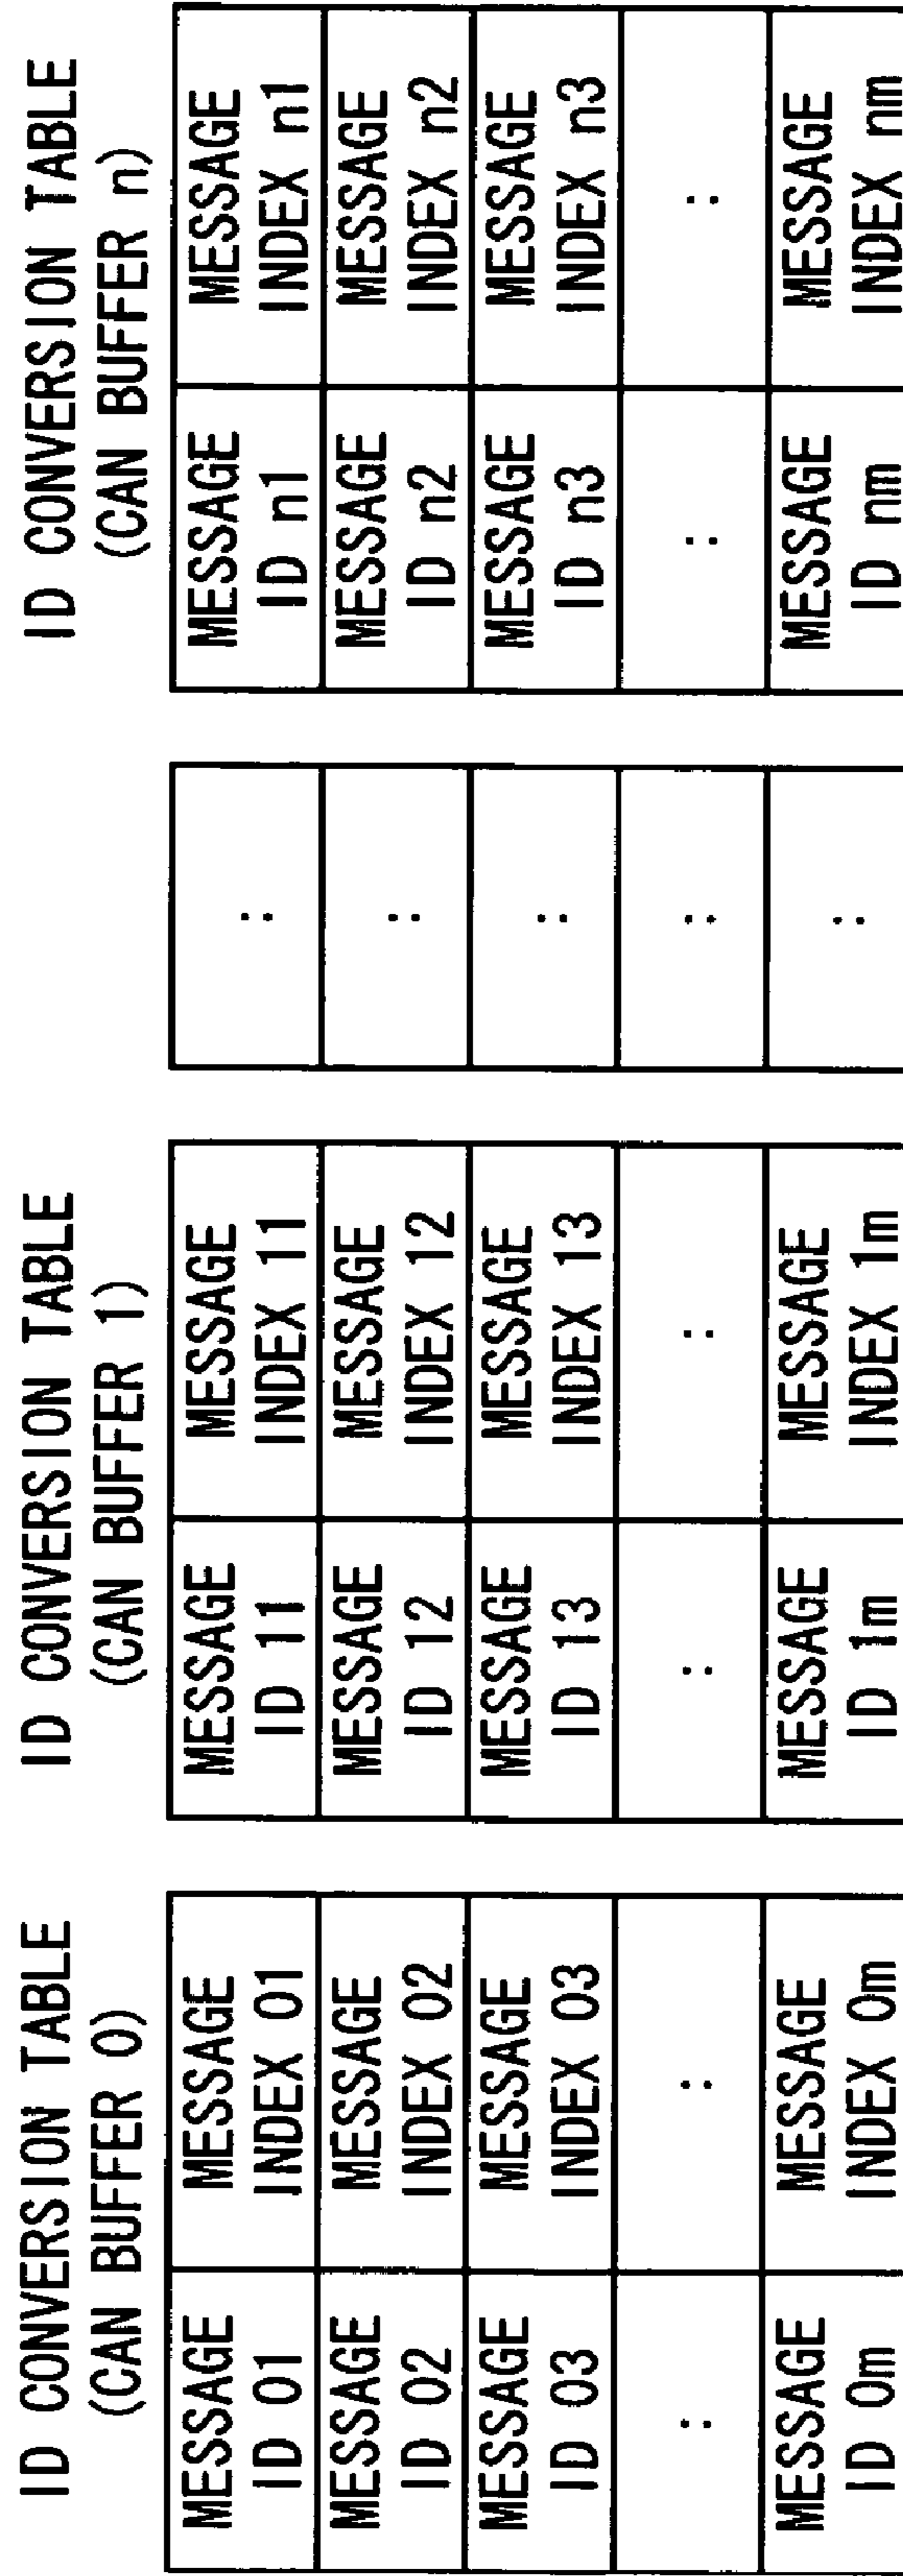 ID CONVERSION TABLE
(CAN BUFFER 0)
MESSAGE
ID 01
MESSAGE
INDEX 01
MESSAGE
ID 02
MESSAGE
INDEX 02
MESSAGE
ID 03
MESSAGE
INDEX 03
:
:
MESSAGE
ID 0m
MESSAGE
INDEX 0m
ID CONVERSION TABLE
(CAN BUFFER 1)
MESSAGE
ID 11
MESSAGE
INDEX 11
MESSAGE
ID 12
MESSAGE
INDEX 12
MESSAGE
ID 13
MESSAGE
INDEX 13
:
:
MESSAGE
ID 1m
MESSAGE
INDEX 1m
:
:
:
:
:
ID CONVERSION TABLE
(CAN BUFFER n)
MESSAGE
ID n1
MESSAGE
INDEX n1
MESSAGE
ID n2
MESSAGE
INDEX n2
MESSAGE
ID n3
MESSAGE
INDEX n3
:
:
MESSAGE
ID nm
MESSAGE
INDEX nm